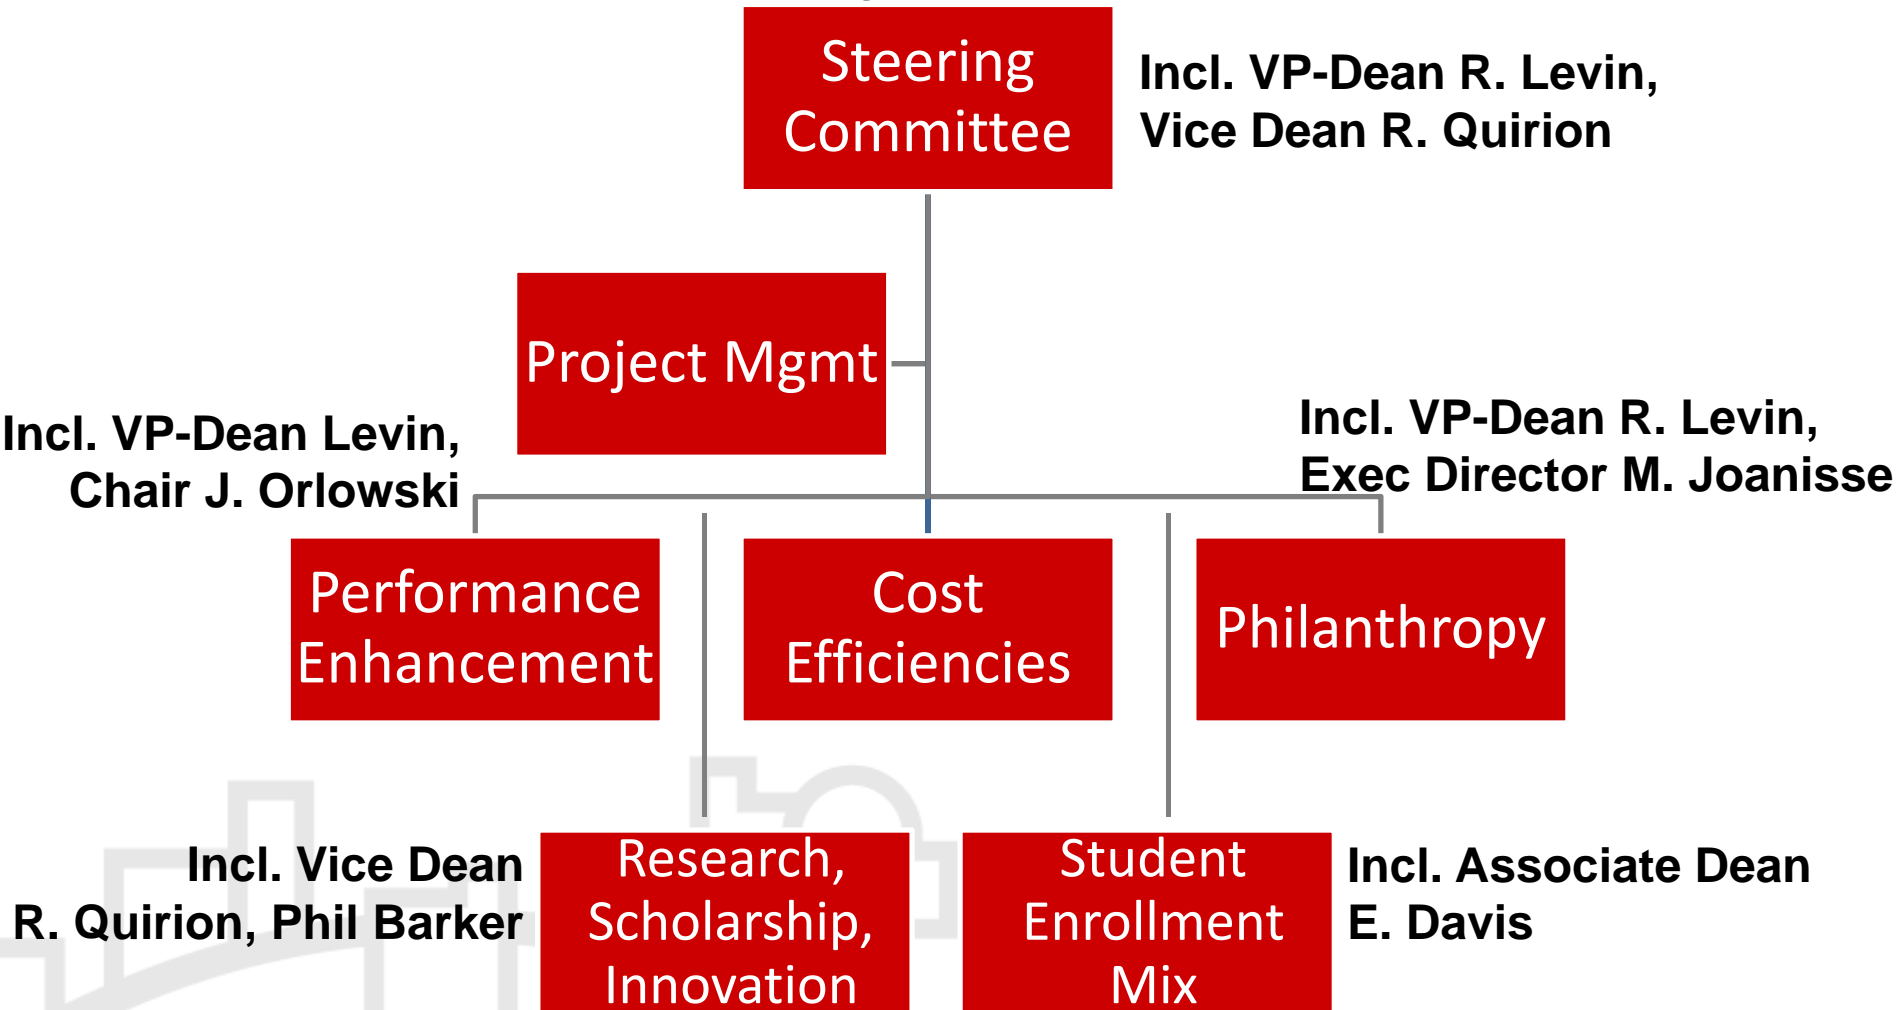 Steering
Committee
Incl. VP-Dean R. Levin,
Vice Dean R. Quirion
Project Mgmt
Incl. VP-Dean Levin,
Chair J. Orlowski
Incl. VP-Dean R. Levin,
Exec Director M. Joanisse
Performance
Enhancement
Cost
Efficiencies
Philanthropy
Incl. Vice Dean
R. Quirion, Phil Barker
Research,
Scholarship,
Innovation
Student
Enrollment
Mix
Incl. Associate Dean
E. Davis